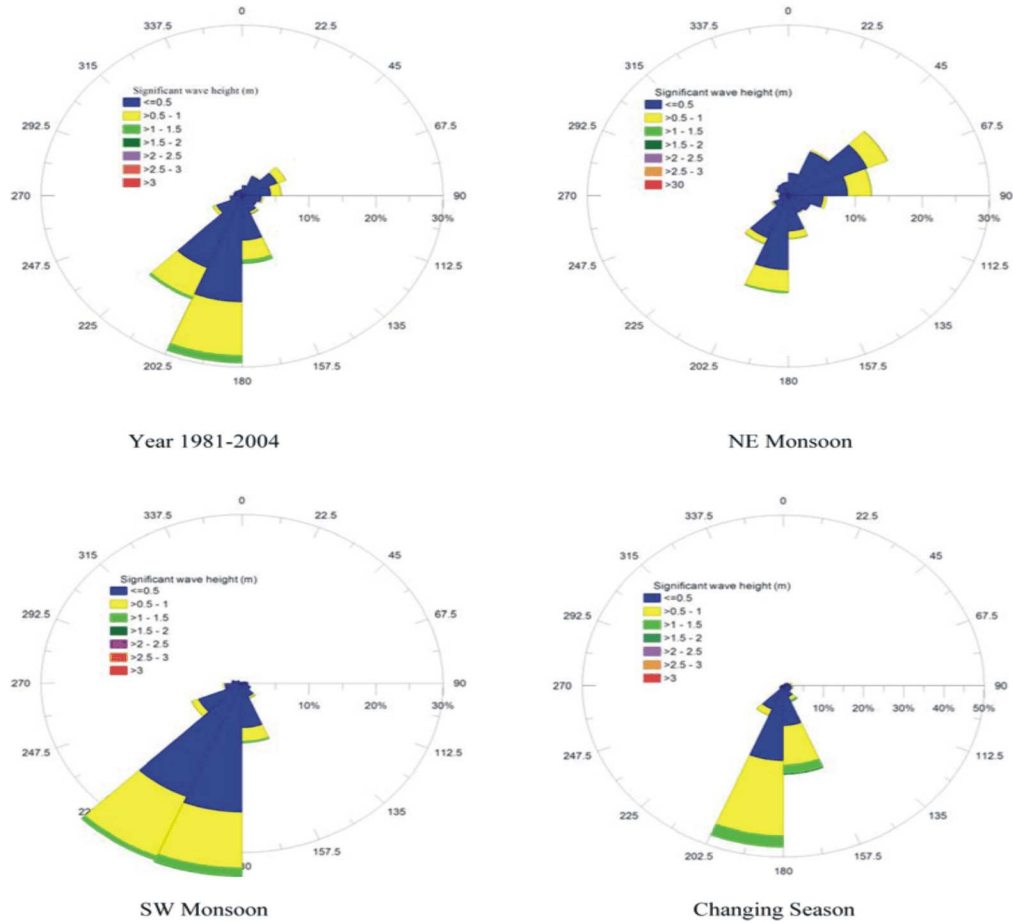 0
337.5
22.5
315
45
Significant wave height (m)
<=0.5
>0.5 - 1
>1 - 1.5
>1.5 - 2
>2 - 2.5
>2.5 - 3
>3
292.5
67.5
270
90
10%
20%
30%
247.5
112.5
225
135
202.5
157.5
180
Year 1981-2004
0
337.5
22.5
315
45
Significant wave height (m)
<=0.5
>0.5 - 1
>1 - 1.5
>1.5 - 2
>2 - 2.5
>2.5 - 3
>30
292.5
67.5
270
90
10%
20%
30%
247.5
112.5
225
135
202.5
157.5
180
NE Monsoon
0
337.5
22.5
315
45
Significant wave height (m)
<=0.5
>0.5 - 1
>1 - 1.5
>1.5 - 2
>2 - 2.5
>2.5 - 3
>3
292.5
67.5
270
90
10%
20%
30%
247.5
112.5
135
157.5
SW Monsoon
0
337.5
22.5
315
45
Significant wave height (m)
<=0.5
>0.5 - 1
>1 - 1.5
>1.5 - 2
>2 - 2.5
>2.5 - 3
>3
292.5
67.5
270
90
10%
20%
30%
40%
50%
247.5
112.5
225
135
202.5
157.5
180
Changing Season